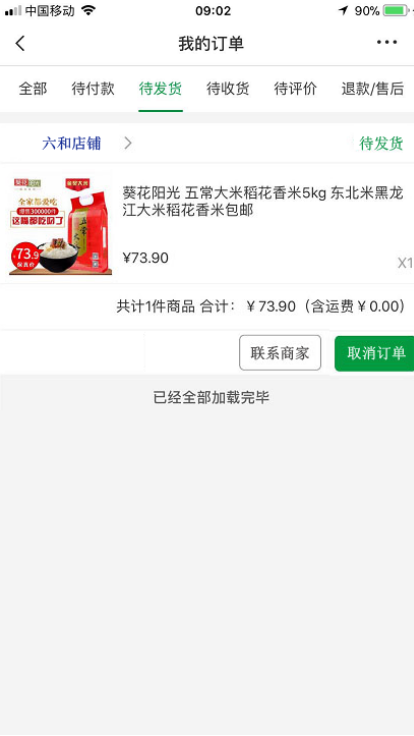 中国移动
09:02
90%
我的订单
全部
待付款
待发货
待收货
待评价
退款/售后
六和店铺
待发货
全家都爱吃
这福都吃的了
73.9
五常大
葵花阳光 五常大米稻花香米5kg 东北米黑龙
江大米稻花香米包邮
¥73.90
X1
共计1件商品 合计：￥73.90（含运费￥0.00）
联系商家
取消订单
已经全部加载完毕